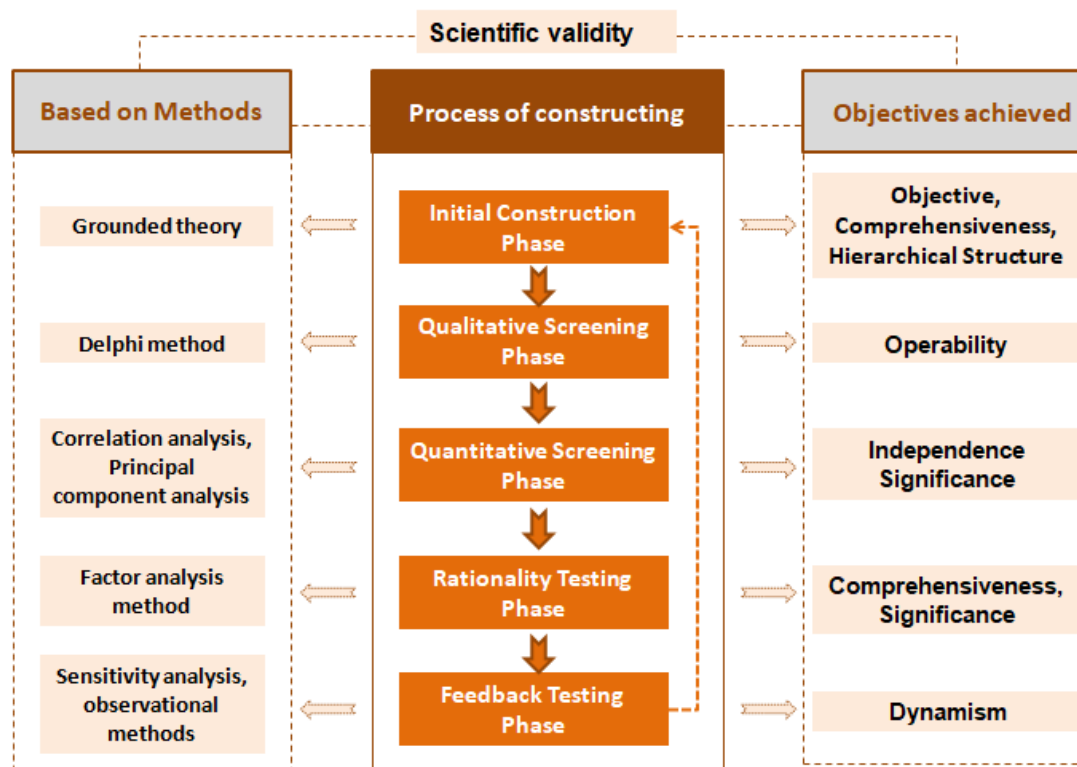 Scientific validity
Based on Methods
Process of constructing
Objectives achieved
Grounded theory
Initial Construction
Phase
Objective,
Comprehensiveness,
Hierarchical Structure
Delphi method
Qualitative Screening
Phase
Operability
Correlation analysis,
Principal
component analysis
Quantitative Screening
Phase
Independence
Significance
Factor analysis
method
Rationality Testing
Phase
Comprehensiveness,
Significance
Sensitivity analysis,
observational
methods
Feedback Testing
Phase
Dynamism